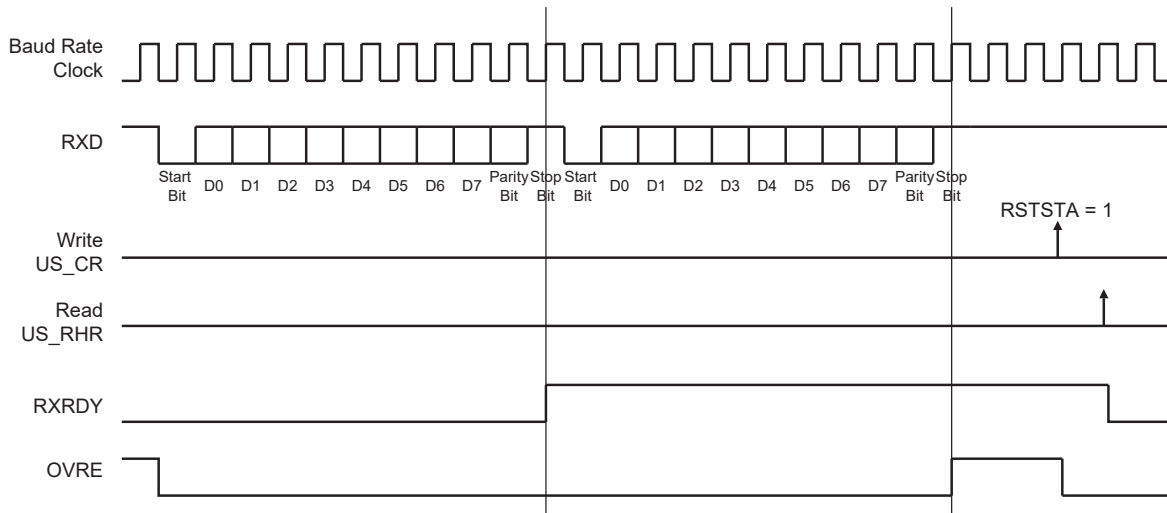 Baud Rate
Clock
RXD
Start
Bit
D0
D1
D2
D3
D4
D5
D6
D7
Parity
Bit
Stop
Bit
Start
Bit
D0
D1
D2
D3
D4
D5
D6
D7
Parity
Bit
Stop
Bit
RSTSTA = 1
Write
US_CR
Read
US_RHR
RXRDY
OVRE